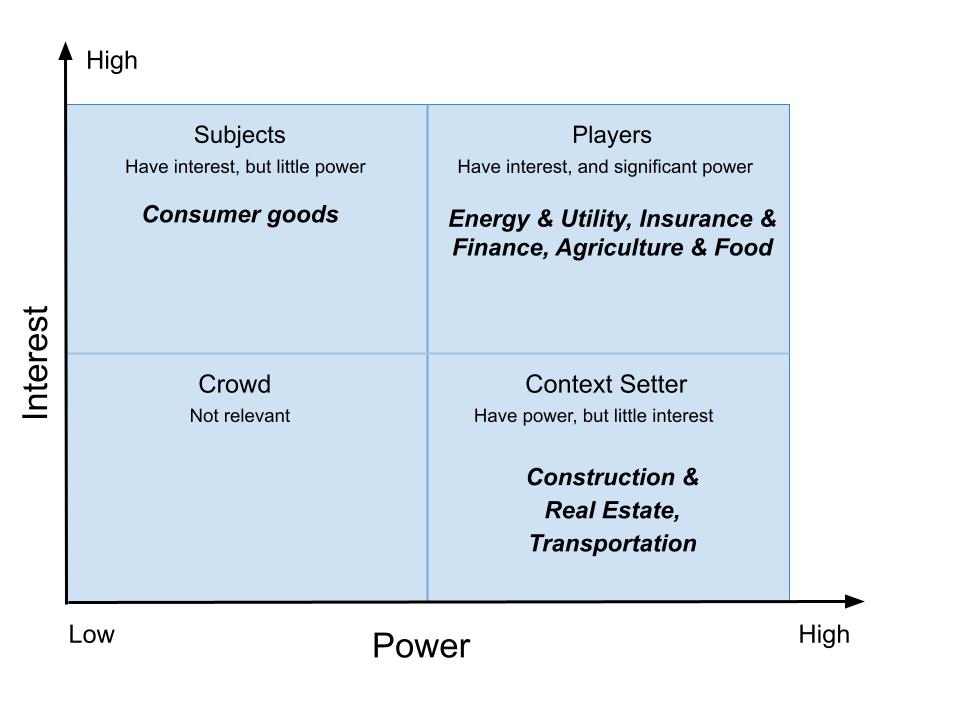 High
Subjects
Have interest, but little power
Consumer goods
Players
Have interest, and significant power
Energy & Utility, Insurance &
Finance, Agriculture & Food
Interest
Crowd
Not relevant
Context Setter
Have power, but little interest
Construction &
Real Estate,
Transportation
Low
Power
High